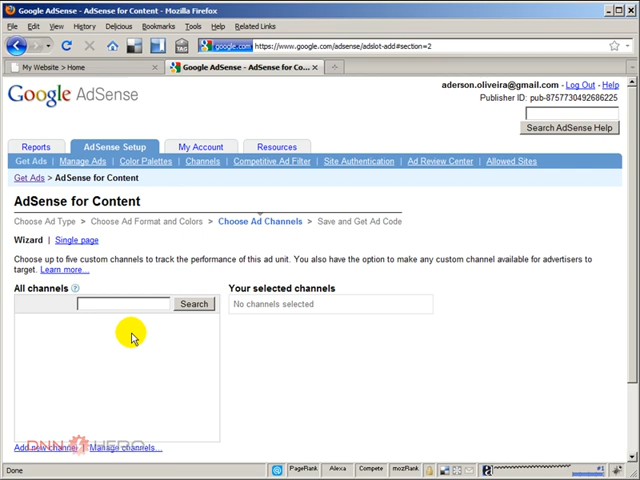 Google AdSense - AdSense for Content - Mozilla Firefox
File Edit View History Delicious Bookmarks Tools Related Links
google.com https://www.google.com/adsense/adslot-add#section=2
My Website > Home
Google AdSense - AdSense for Co...
Google AdSense
aderson.oliveira@gmail.com - Log Out - Help
Publisher ID: pub-8757730492686225
Search AdSense Help
Reports AdSense Setup My Account Resources
Get Ads | Manage Ads | Color Palettes | Channels | Competitive Ad Filter | Site Authentication | Ad Review Center | Allowed Sites
Get Ads > AdSense for Content
AdSense for Content
Choose Ad Type > Choose Ad Format and Colors > Choose Ad Channels > Save and Get Ad Code
Wizard | Single page
Choose up to five custom channels to track the performance of this ad unit. You also have the option to make any custom channel available for advertisers to
target. Learn more...
All channels ?
Your selected channels
Search
No channels selected
Add new channel | Manage channels...
DNN HERO
Done
PageRank Alexa Compete mozRank
#1